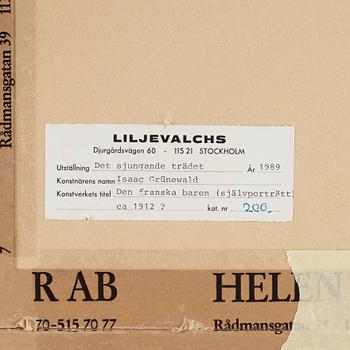 Rådmansgatan 39
LILJEVALCHS
Djurgårdsvägen 60 - 115 21 STOCKHOLM
Utställning Det sjungande trädet År 1989
Konstnärens namn Isaac Grünewald
Konstverkets titel Den franska baren (självporträtt)
ca 1912 ? kat. nr 200.
7
R AB HELEN
70-515 70 77 Rådmansgatan